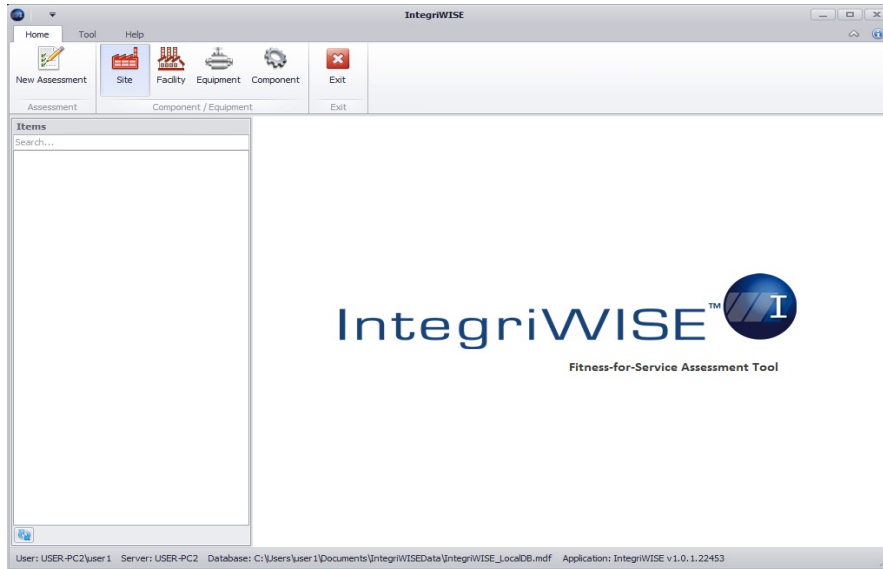 IntegriWISE
Home Tool Help
New Assessment Site Facility Equipment Component Exit
Assessment Component / Equipment Exit
Items
Search...
IntegriWISE™ I
Fitness-for-Service Assessment Tool
User: USER-PC2\user1 Server: USER-PC2 Database: C:\Users\user1\Documents\IntegriWISEData\IntegriWISE_LocalDB.mdf Application: IntegriWISE v1.0.1.22453